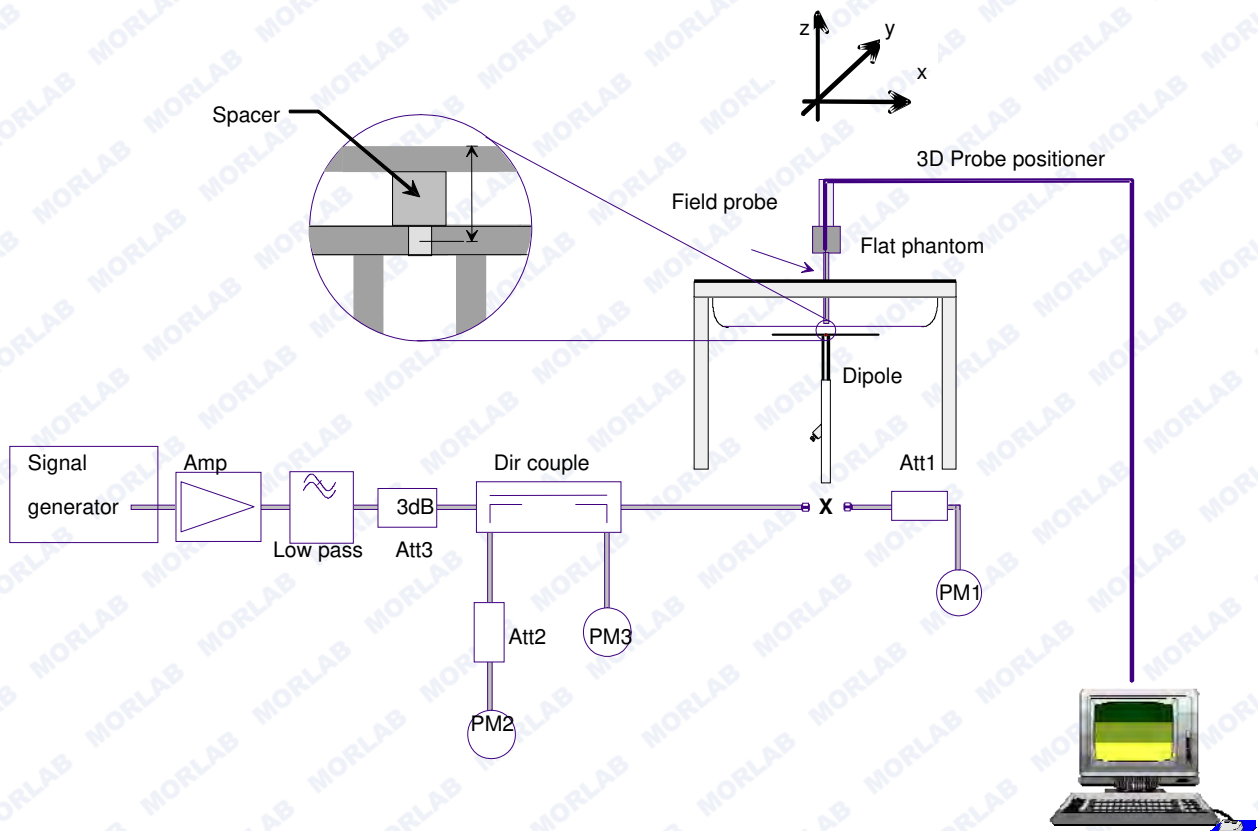 z
y
x
Spacer
3D Probe positioner
Field probe
Flat phantom
Dipole
Signal
generator
Amp
Low pass
3dB
Att3
Dir couple
Att1
X
PM1
Att2
PM3
PM2
MORLAB